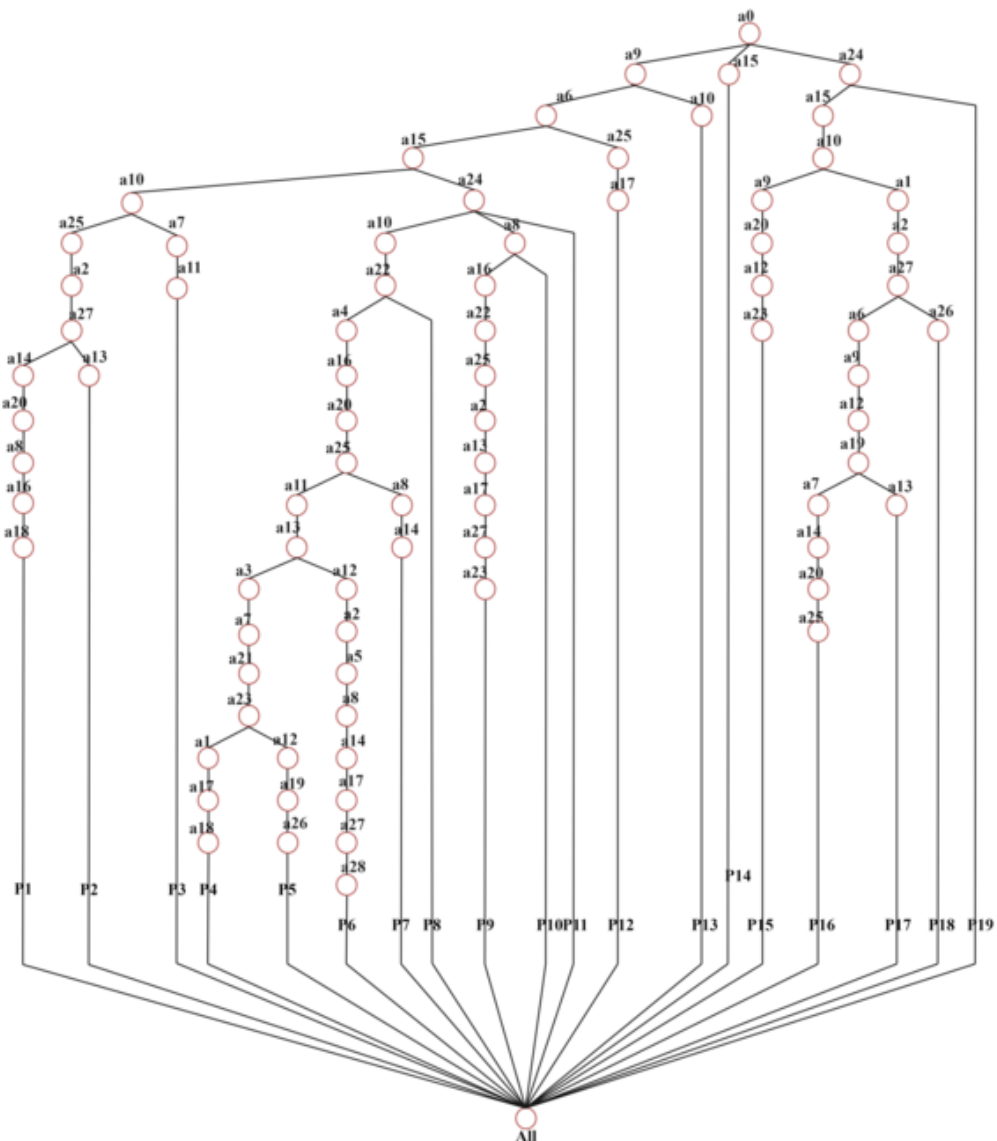 a0
a9 a15 a24
a6 a10 a15
a15 a25 a10
a10 a24 a17 a9 a1
a25 a7 a10 a8 a20 a2
a2 a11 a22 a16 a12 a27
a27 a4 a22 a23 a6 a26
a14 a13 a16 a25 a9
a20 a20 a2 a12
a8 a25 a13 a19
a16 a11 a8 a17 a7 a13
a18 a13 a14 a27 a14
a3 a12 a23 a20
a7 a2 a25
a21 a5
a23 a8
a1 a12 a14
a17 a19 a17
a18 a26 a27
a28
P14
P1 P2 P3 P4 P5
P6 P7 P8 P9 P10 P11 P12 P13 P15 P16 P17 P18 P19
All